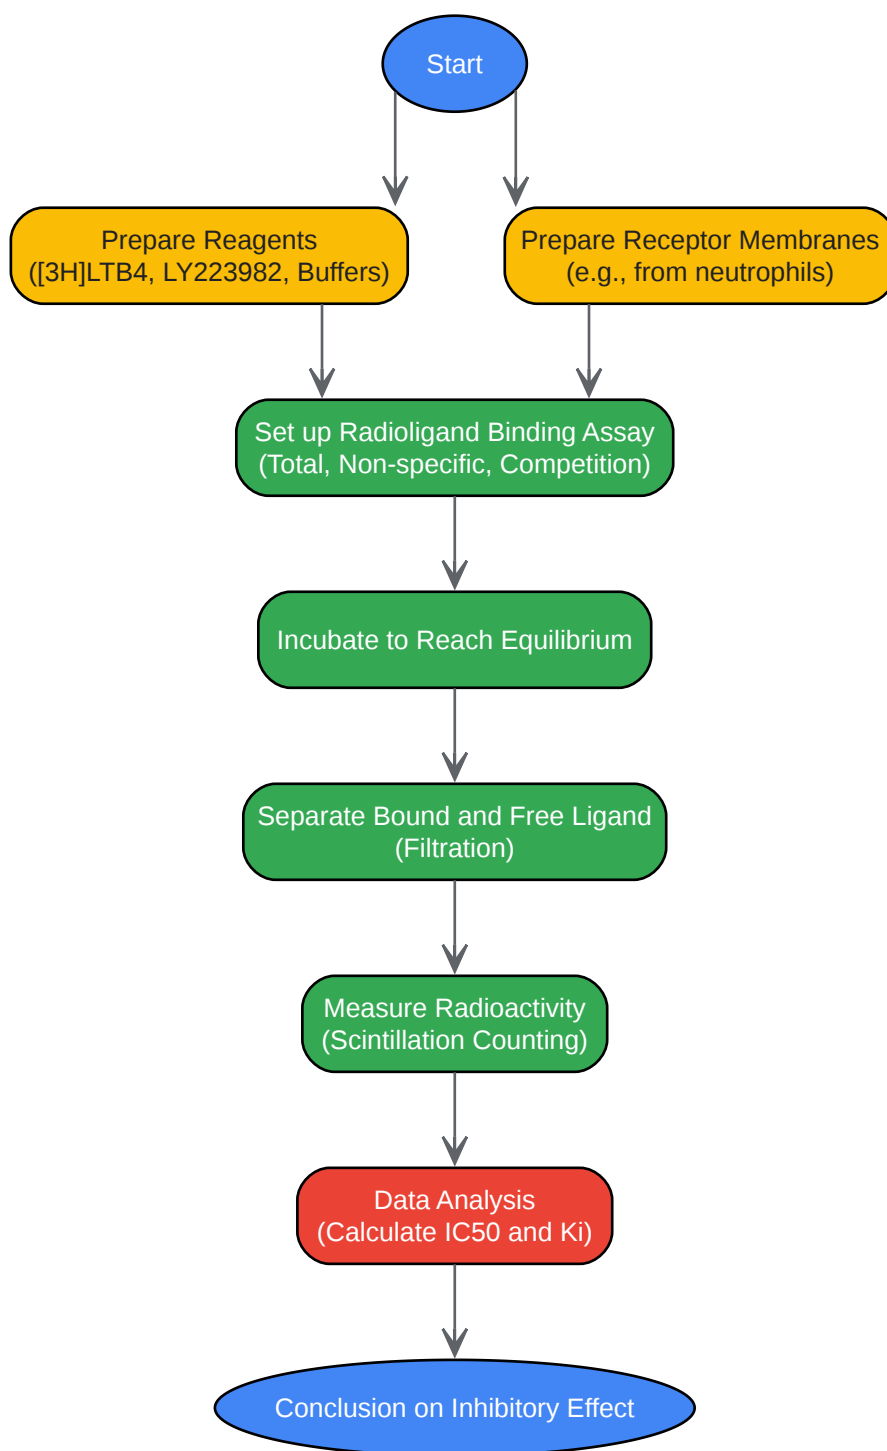 Start
Prepare Reagents
([3H]LTB4, LY223982, Buffers)
Prepare Receptor Membranes
(e.g., from neutrophils)
Set up Radioligand Binding Assay
(Total, Non-specific, Competition)
Incubate to Reach Equilibrium
Separate Bound and Free Ligand
(Filtration)
Measure Radioactivity
(Scintillation Counting)
Data Analysis
(Calculate IC50 and Ki)
Conclusion on Inhibitory Effect